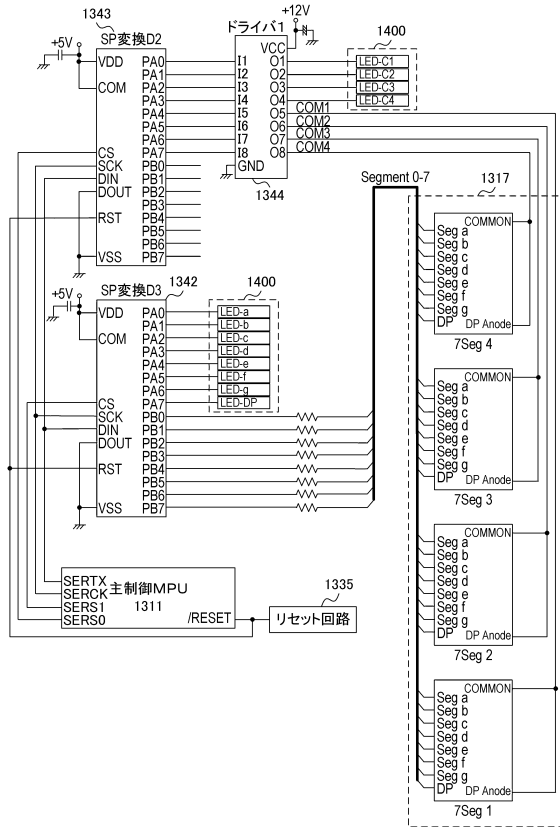 1343
+5V
SP変換D2
VDD
COM
CS
SCK
DIN
DOUT
RST
VSS
PA0
PA1
PA2
PA3
PA4
PA5
PA6
PA7
PB0
PB1
PB2
PB3
PB4
PB5
PB6
PB7
ドライバ1
+12V
VCC
I1
I2
I3
I4
I5
I6
I7
I8
GND
O1
O2
O3
O4
O5
O6
O7
O8
1344
1400
LED-C1
LED-C2
LED-C3
LED-C4
COM1
COM2
COM3
COM4
Segment 0-7
1317
COMMON
Seg a
Seg b
Seg c
Seg d
Seg e
Seg f
Seg g
DP
DP Anode
7Seg 4
+5V
SP変換D3
1342
VDD
COM
CS
SCK
DIN
DOUT
RST
VSS
PA0
PA1
PA2
PA3
PA4
PA5
PA6
PA7
PB0
PB1
PB2
PB3
PB4
PB5
PB6
PB7
1400
LED-a
LED-b
LED-c
LED-d
LED-e
LED-f
LED-g
LED-DP
COMMON
Seg a
Seg b
Seg c
Seg d
Seg e
Seg f
Seg g
DP
DP Anode
7Seg 3
COMMON
Seg a
Seg b
Seg c
Seg d
Seg e
Seg f
Seg g
DP
DP Anode
7Seg 2
SERTX
SERCK
SERS1
SERS0
主制御MPU
1311
/RESET
1335
リセット回路
COMMON
Seg a
Seg b
Seg c
Seg d
Seg e
Seg f
Seg g
DP
DP Anode
7Seg 1